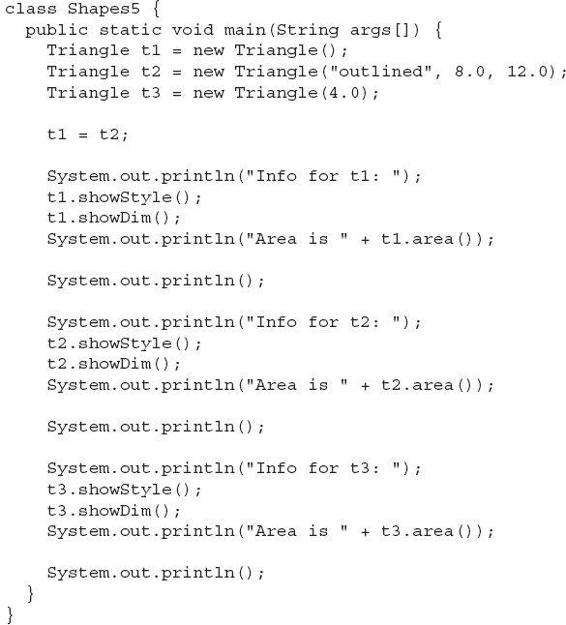 class Shapes5 {
  public static void main(String args[]) {
    Triangle t1 = new Triangle();
    Triangle t2 = new Triangle("outlined", 8.0, 12.0);
    Triangle t3 = new Triangle(4.0);

    t1 = t2;

    System.out.println("Info for t1: ");
    t1.showStyle();
    t1.showDim();
    System.out.println("Area is " + t1.area());

    System.out.println();

    System.out.println("Info for t2: ");
    t2.showStyle();
    t2.showDim();
    System.out.println("Area is " + t2.area());

    System.out.println();

    System.out.println("Info for t3: ");
    t3.showStyle();
    t3.showDim();
    System.out.println("Area is " + t3.area());

    System.out.println();
  }
}